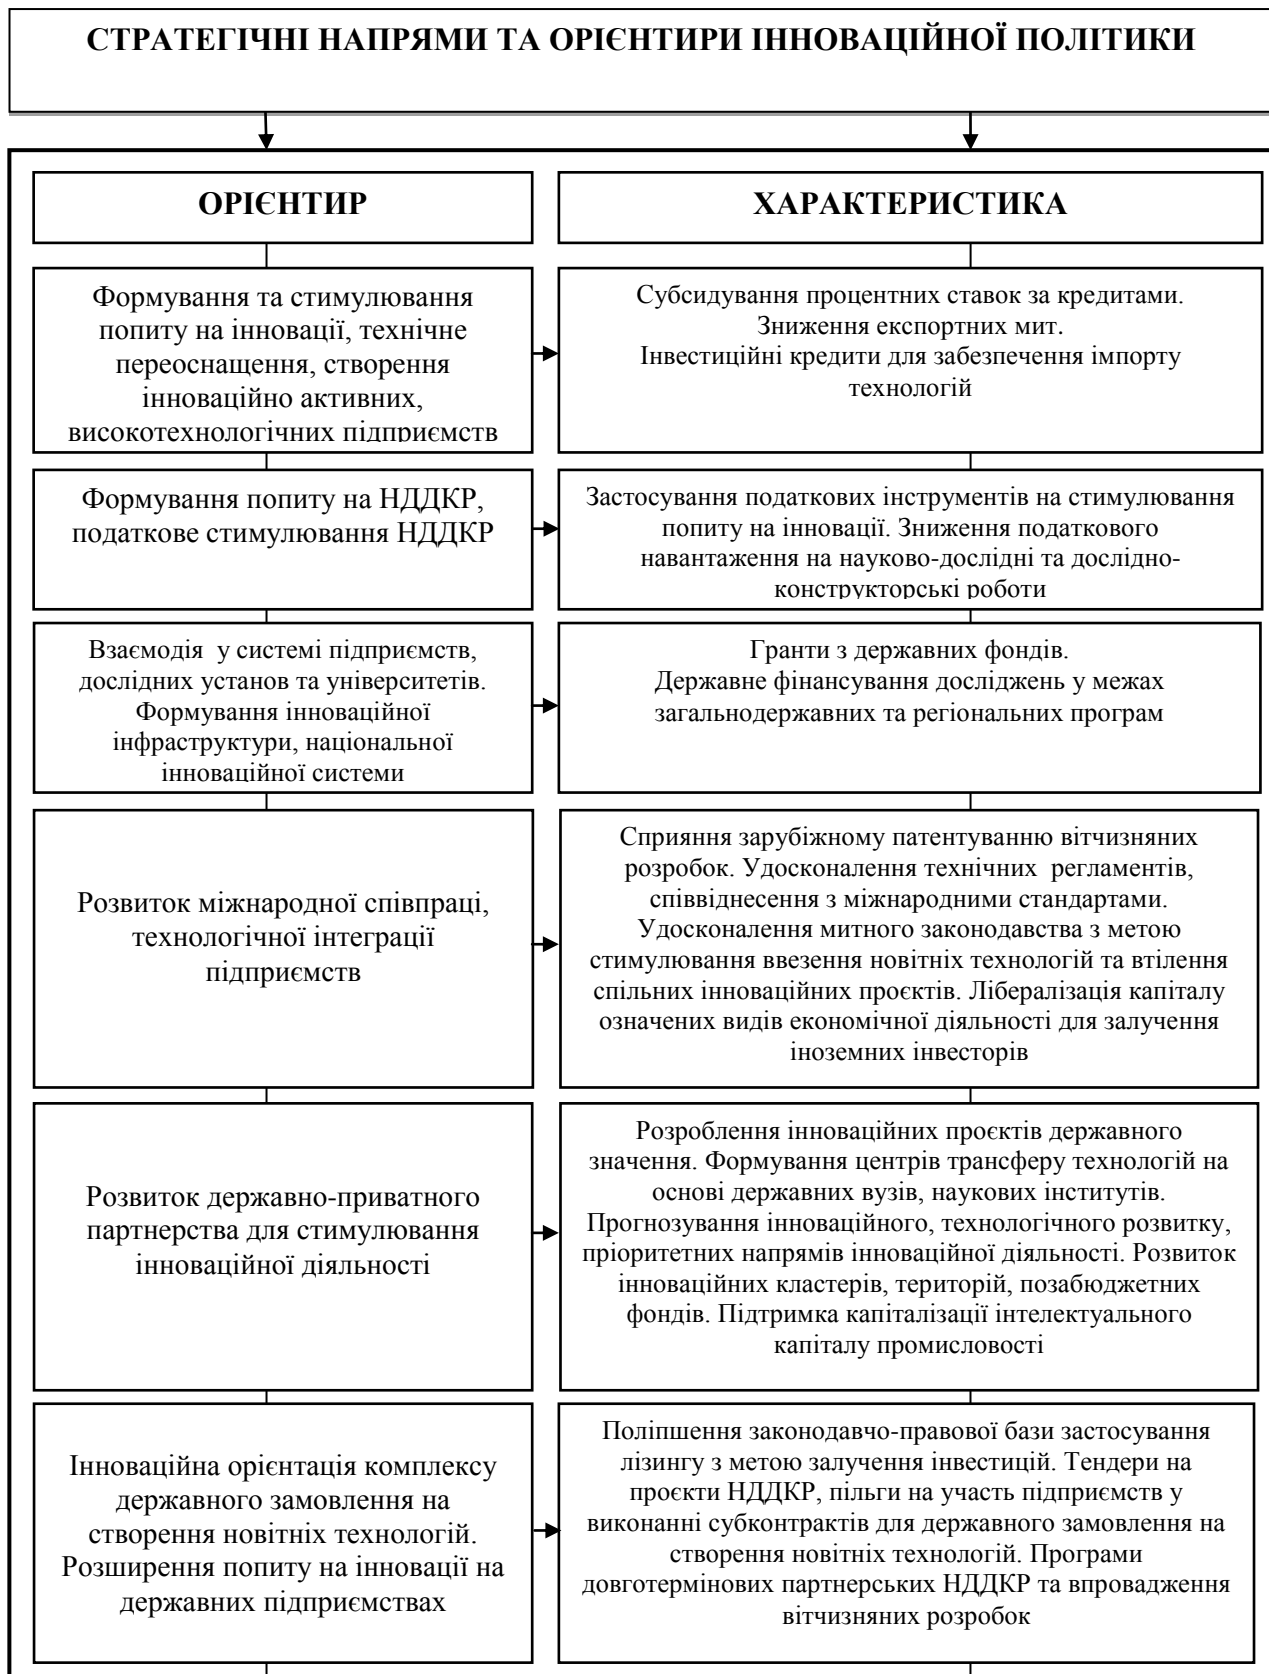 СТРАТЕГІЧНІ НАПРЯМИ ТА ОРІЄНТИРИ ІННОВАЦІЙНОЇ ПОЛІТИКИ
ОРІЄНТИР
ХАРАКТЕРИСТИКА
Формування та стимулювання
попиту на інновації, технічне
переоснащення, створення
інноваційно активних,
високотехнологічних підприємств
Субсидування процентних ставок за кредитами.
Зниження експортних мит.
Інвестиційні кредити для забезпечення імпорту
технологій
Формування попиту на НДДКР,
податкове стимулювання НДДКР
Застосування податкових інструментів на стимулювання
попиту на інновації. Зниження податкового
навантаження на науково-дослідні та дослідно-
конструкторські роботи
Взаємодія у системі підприємств,
дослідних установ та університетів.
Формування інноваційної
інфраструктури, національної
інноваційної системи
Гранти з державних фондів.
Державне фінансування досліджень у межах
загальнодержавних та регіональних програм
Розвиток міжнародної співпраці,
технологічної інтеграції
підприємств
Сприяння зарубіжному патентуванню вітчизняних
розробок. Удосконалення технічних регламентів,
співвіднесення з міжнародними стандартами.
Удосконалення митного законодавства з метою
стимулювання ввезення новітніх технологій та втілення
спільних інноваційних проєктів. Лібералізація капіталу
означених видів економічної діяльності для залучення
іноземних інвесторів
Розвиток державно-приватного
партнерства для стимулювання
інноваційної діяльності
Розроблення інноваційних проєктів державного
значення. Формування центрів трансферу технологій на
основі державних вузів, наукових інститутів.
Прогнозування інноваційного, технологічного розвитку,
пріоритетних напрямів інноваційної діяльності. Розвиток
інноваційних кластерів, територій, позабюджетних
фондів. Підтримка капіталізації інтелектуального
капіталу промисловості
Інноваційна орієнтація комплексу
державного замовлення на
створення новітніх технологій.
Розширення попиту на інновації на
державних підприємствах
Поліпшення законодавчо-правової бази застосування
лізингу з метою залучення інвестицій. Тендери на
проєкти НДДКР, пільги на участь підприємств у
виконанні субконтрактів для державного замовлення на
створення новітніх технологій. Програми
довготермінових партнерських НДДКР та впровадження
вітчизняних розробок